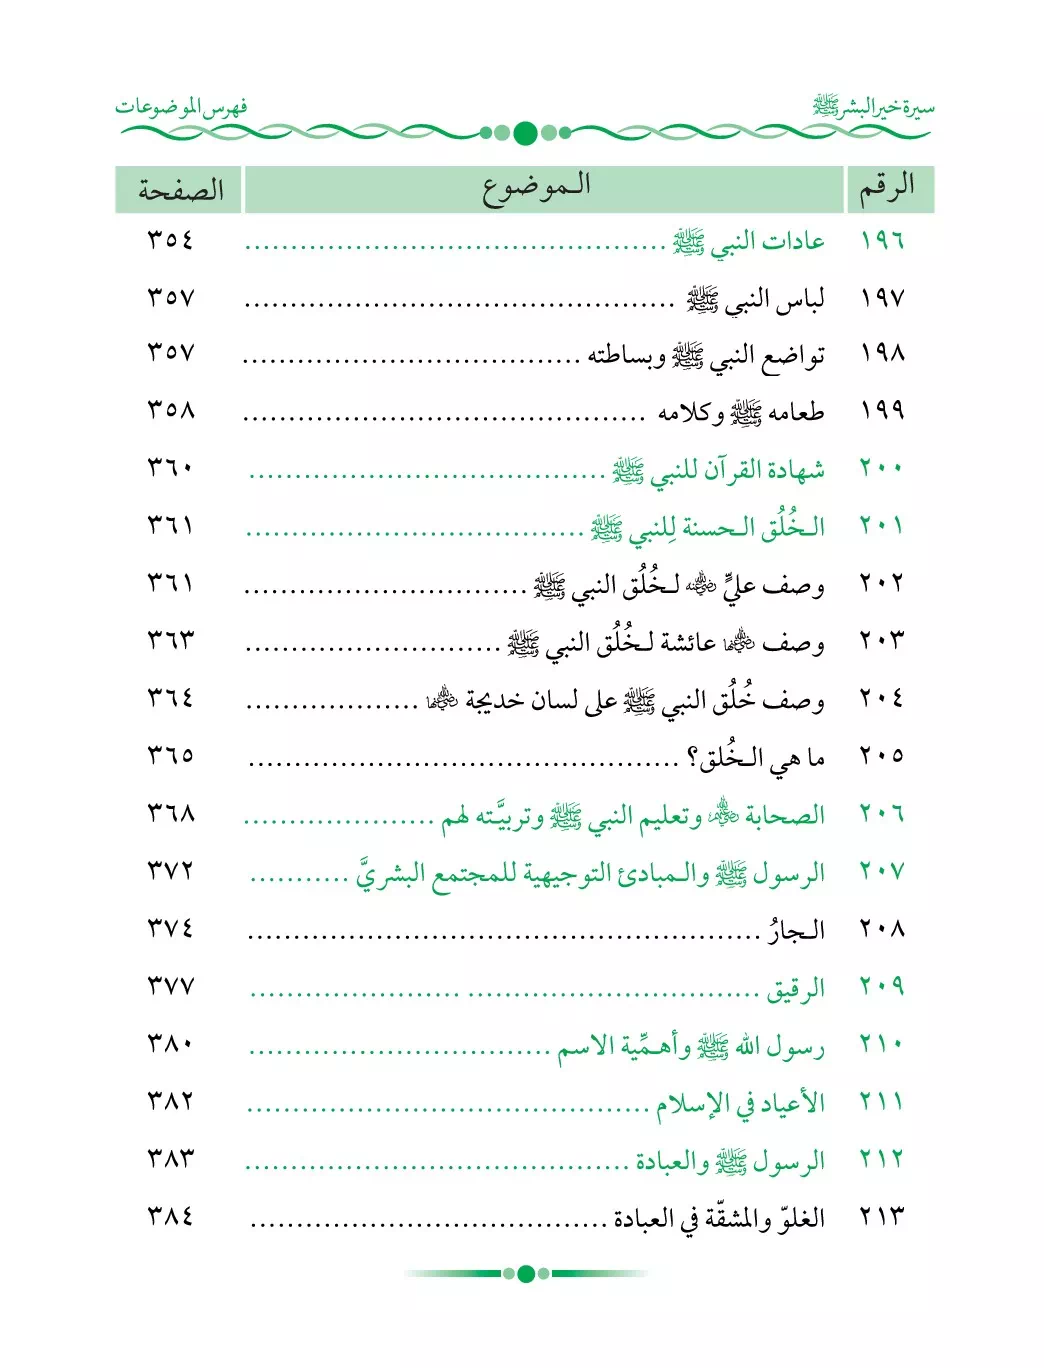 سيرة خير البشر ﷺ فهرس الموضوعات
الرقم الـموضوع الصفحة
١٩٦ عادات النبي ﷺ ............................................. ٣٥٤
١٩٧ لباس النبي ﷺ .............................................. ٣٥٧
١٩٨ تواضع النبي ﷺ وبساطته .................................... ٣٥٧
١٩٩ طعامه ﷺ وكلامه ........................................... ٣٥٨
٢٠٠ شهادة القرآن للنبي ﷺ ...................................... ٣٦٠
٢٠١ الـخُلُق الـحسنة لِلنبي ﷺ .................................... ٣٦١
٢٠٢ وصف عليٍّ رضي الله عنه لـخُلُق النبي ﷺ .............................. ٣٦١
٢٠٣ وصف رضي الله عنها عائشة لـخُلُق النبي ﷺ ........................... ٣٦٣
٢٠٤ وصف خُلُق النبي ﷺ على لسان خديجة رضي الله عنها ................... ٣٦٤
٢٠٥ ما هي الـخُلق؟ .............................................. ٣٦٥
٢٠٦ الصحابة رضي الله عنهم وتعليم النبي ﷺ وتربيَّـته لهم ..................... ٣٦٨
٢٠٧ الرسول ﷺ والـمبادئ التوجيهية للمجتمع البشريَّ ........... ٣٧٢
٢٠٨ الـجارُ ....................................................... ٣٧٤
٢٠٩ الرقيق ....................................................... ٣٧٧
٢١٠ رسول الله ﷺ وأهـمِّية الاسم ................................ ٣٨٠
٢١١ الأعياد في الإسلام ........................................... ٣٨٢
٢١٢ الرسول ﷺ والعبادة ......................................... ٣٨٣
٢١٣ الغلوّ والمشقّة في العبادة ...................................... ٣٨٤